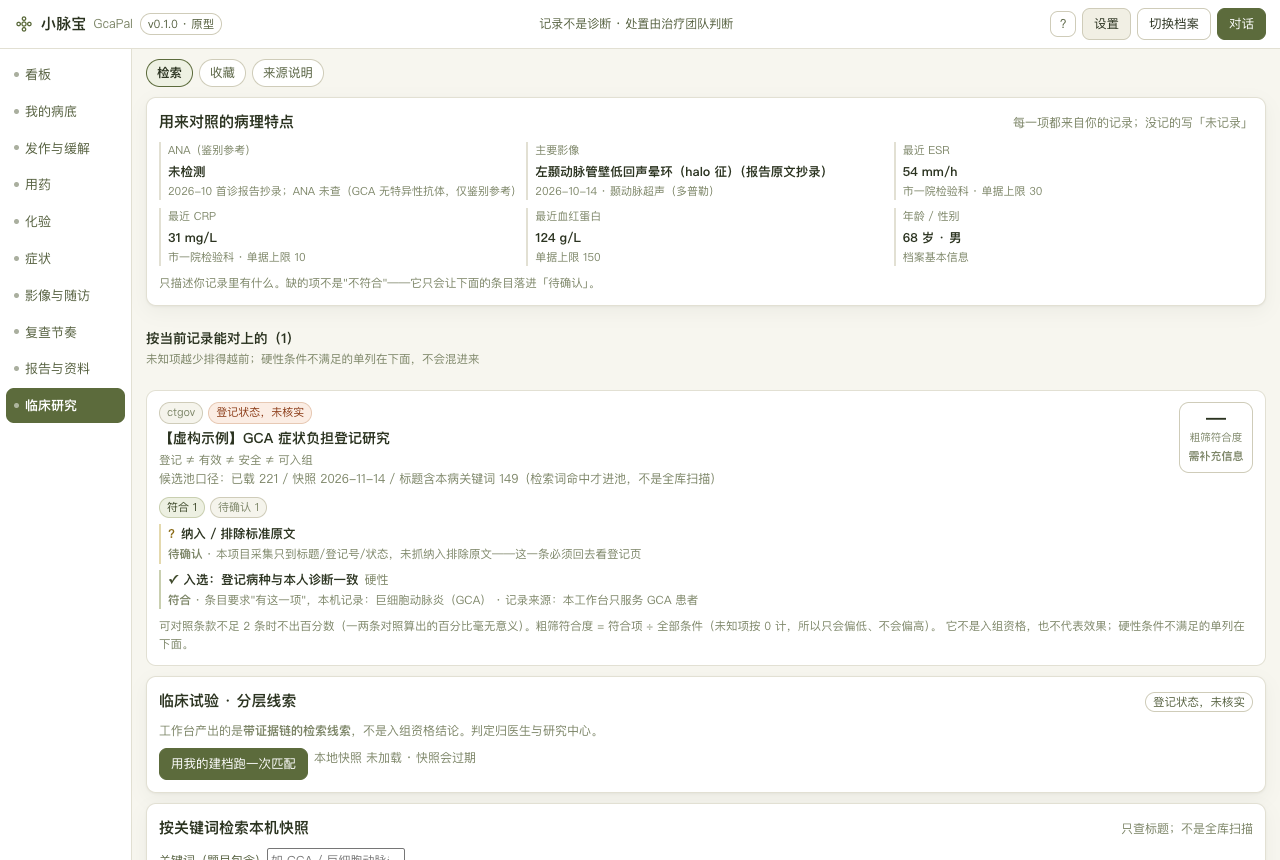 小脉宝 GcaPal v0.1.0 · 原型
记录不是诊断 · 处置由治疗团队判断
? 设置 切换档案 对话
看板
我的病底
发作与缓解
用药
化验
症状
影像与随访
复查节奏
报告与资料
临床研究
检索 收藏 来源说明
用来对照的病理特点
每一项都来自你的记录；没记的写「未记录」
ANA（鉴别参考）
未检测
2026-10 首诊报告抄录；ANA 未查（GCA 无特异性抗体，仅鉴别参考）
主要影像
左颞动脉管壁低回声晕环（halo 征）（报告原文抄录）
2026-10-14 · 颞动脉超声（多普勒）
最近 ESR
54 mm/h
市一院检验科 · 单据上限 30
最近 CRP
31 mg/L
市一院检验科 · 单据上限 10
最近血红蛋白
124 g/L
单据上限 150
年龄 / 性别
68 岁 · 男
档案基本信息
只描述你记录里有什么。缺的项不是"不符合"——它只会让下面的条目落进「待确认」。
按当前记录能对上的（1）
未知项越少排得越前；硬性条件不满足的单列在下面，不会混进来
ctgov 登记状态，未核实
【虚构示例】GCA 症状负担登记研究
登记 ≠ 有效 ≠ 安全 ≠ 可入组
候选池口径：已载 221 / 快照 2026-11-14 / 标题含本病关键词 149（检索词命中才进池，不是全库扫描）
—
粗筛符合度
需补充信息
符合 1 待确认 1
? 纳入 / 排除标准原文
待确认 · 本项目采集只到标题/登记号/状态，未抓纳入排除原文——这一条必须回去看登记页
✓ 入选：登记病种与本人诊断一致 硬性
符合 · 条目要求"有这一项"，本机记录：巨细胞动脉炎（GCA） · 记录来源：本工作台只服务 GCA 患者
可对照条款不足 2 条时不出百分数（一两条对照算出的百分比毫无意义）。粗筛符合度 = 符合项 ÷ 全部条件（未知项按 0 计，所以只会偏低、不会偏高）。 它不是入组资格，也不代表效果；硬性条件不满足的单列在
下面。
临床试验 · 分层线索
登记状态，未核实
工作台产出的是带证据链的检索线索，不是入组资格结论。判定归医生与研究中心。
用我的建档跑一次匹配 本地快照 未加载 · 快照会过期
按关键词检索本机快照
只查标题；不是全库扫描
关键词（题目包含） 如 GCA / 巨细胞动脉